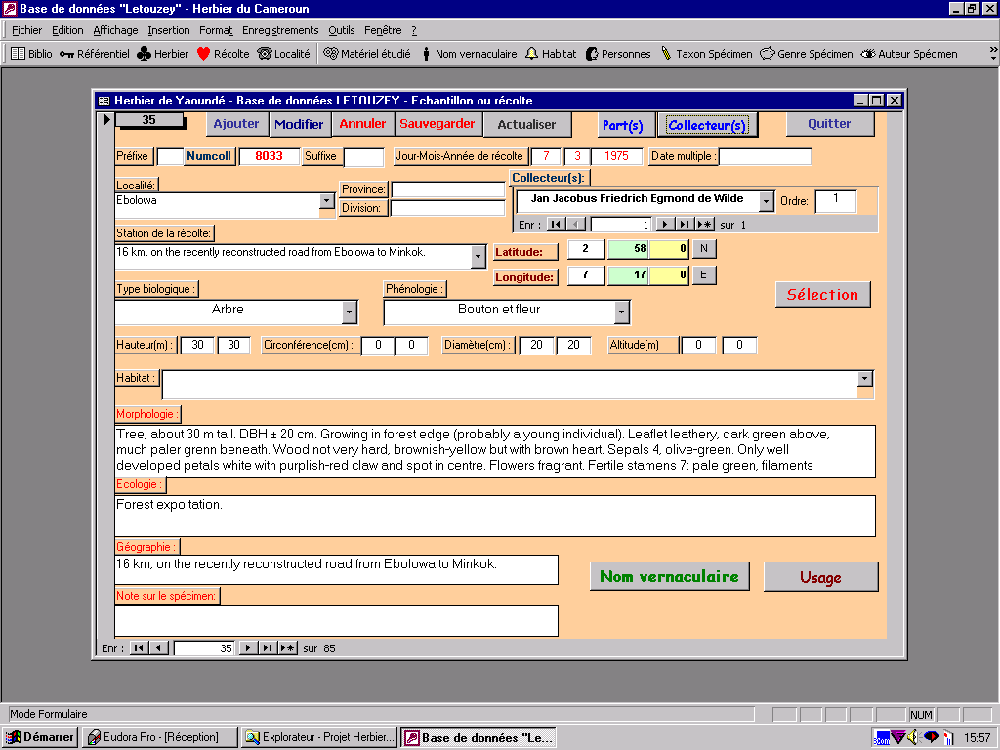 Base de données "Letouzey" - Herbier du Cameroun
Fichier Edition Affichage Insertion Format Enregistrements Outils Fenêtre ?
Biblio Référentiel Herbier Récolte Localité Matériel étudié Nom vernaculaire Habitat Personnes Taxon Spécimen Genre Spécimen Auteur Spécimen
Herbier de Yaoundé - Base de données LETOUZEY - Echantillon ou récolte
35 Ajouter Modifier Annuler Sauvegarder Actualiser Part(s) Collecteur(s) Quitter
Préfixe Numcoll 8033 Suffixe Jour-Mois-Année de récolte 7 3 1975 Date multiple :
Localité: Province: Collecteur(s):
Ebolowa Division: Jan Jacobus Friedrich Egmond de Wilde Ordre: 1
Enr : 1 sur 1
Station de la récolte:
16 km, on the recently reconstructed road from Ebolowa to Minkok. Latitude: 2 58 0 N
Longitude: 7 17 0 E
Type biologique : Phénologie : Sélection
Arbre Bouton et fleur
Hauteur(m) : 30 30 Circonférence(cm) : 0 0 Diamètre(cm) : 20 20 Altitude(m) 0 0
Habitat :
Morphologie :
Tree, about 30 m tall. DBH ± 20 cm. Growing in forest edge (probably a young individual). Leaflet leathery, dark green above,
much paler grenn beneath. Wood not very hard, brownish-yellow but with brown heart. Sepals 4, olive-green. Only well
developed petals white with purplish-red claw and spot in centre. Flowers fragrant. Fertile stamens 7; pale green, filaments
Ecologie :
Forest expoitation.
Géographie :
16 km, on the recently reconstructed road from Ebolowa to Minkok.
Nom vernaculaire Usage
Note sur le spécimen:
Enr : 35 sur 85
Mode Formulaire NUM
Démarrer Eudora Pro - [Réception] Explorateur - Projet Herbier... Base de données "Le... 15:57